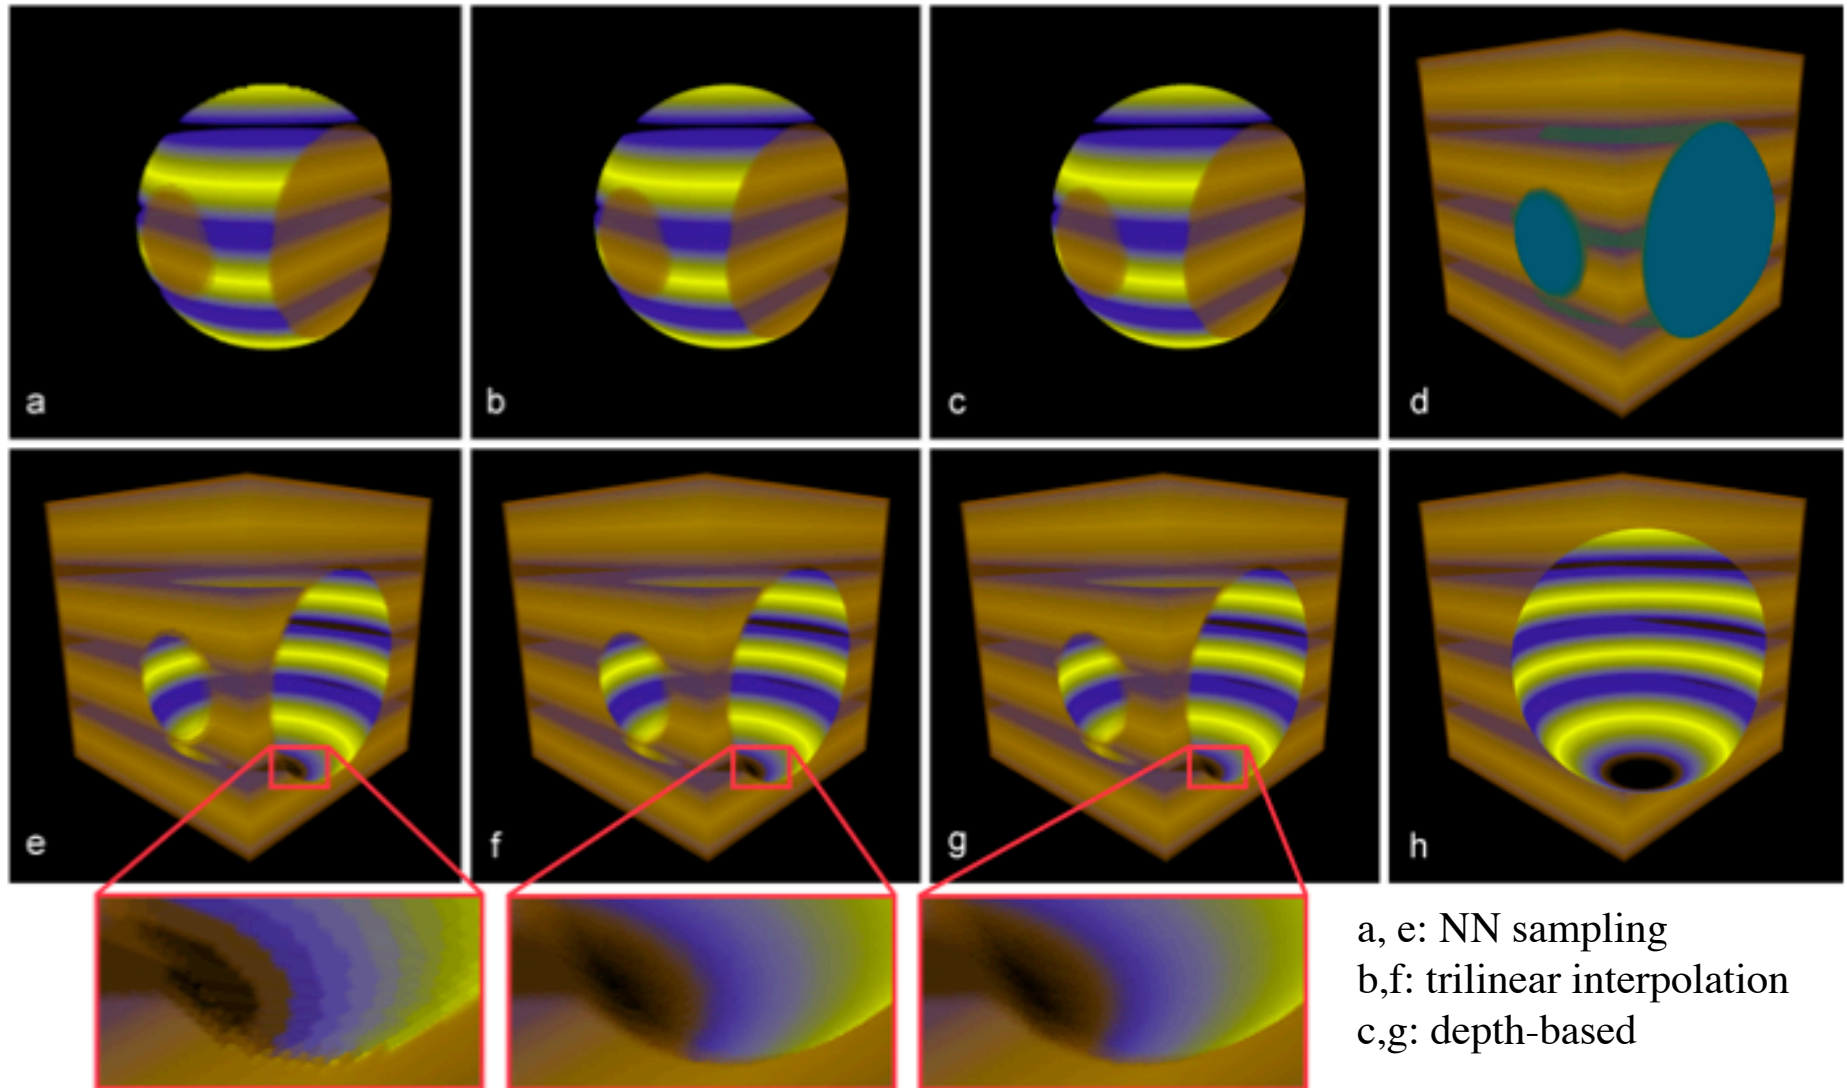 a
b
c
d
e
f
g
h
a, e: NN sampling
b,f: trilinear interpolation
c,g: depth-based